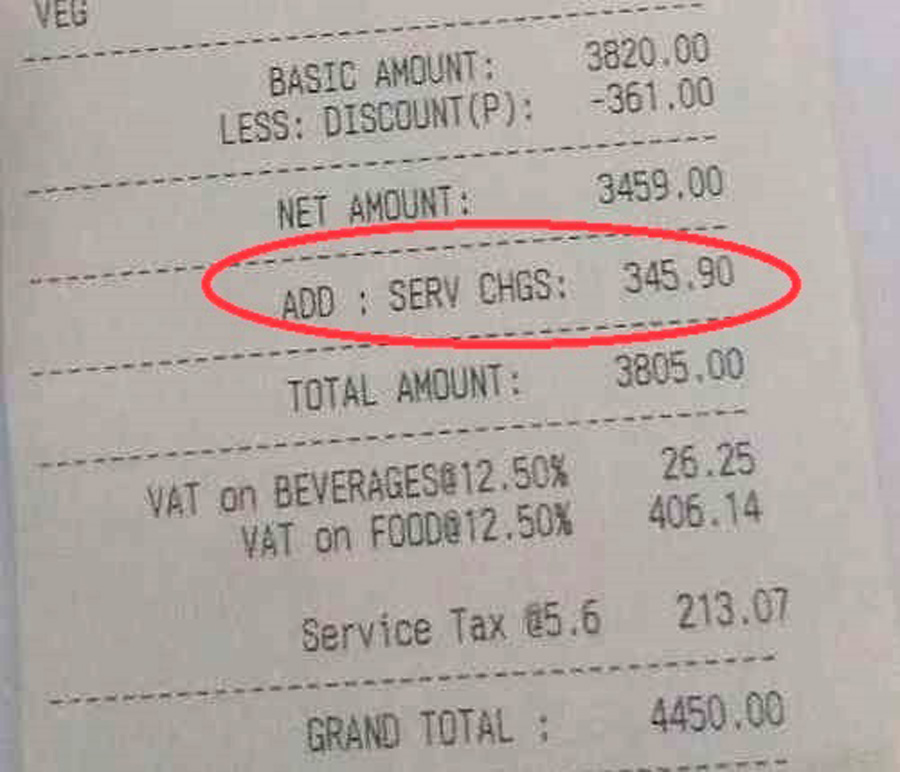 VEG
BASIC AMOUNT: 3820.00
LESS: DISCOUNT(P): -361.00
NET AMOUNT: 3459.00
ADD : SERV CHGS: 345.90
TOTAL AMOUNT: 3805.00
VAT on BEVERAGES@12.50% 26.25
VAT on FOOD@12.50% 406.14
Service Tax @5.6 213.07
GRAND TOTAL : 4450.00